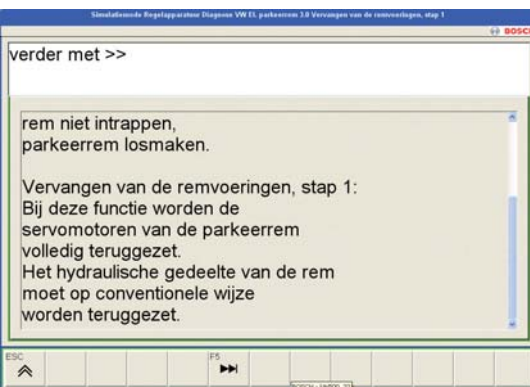 Simulatiemode Regelapparatuur Diagnose VW EL parkeerrem 3.0 Vervangen van de remvoeringen, stap 1
BOSCH
verder met >>
rem niet intrappen,
parkeerrem losmaken.
Vervangen van de remvoeringen, stap 1:
Bij deze functie worden de
servomotoren van de parkeerrem
volledig teruggezet.
Het hydraulische gedeelte van de rem
moet op conventionele wijze
worden teruggezet.
ESC
F5